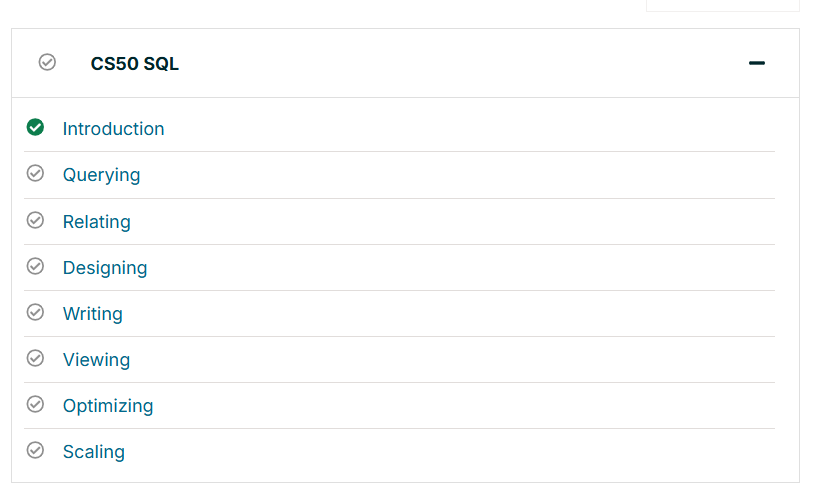 CS50 SQL
Introduction
Querying
Relating
Designing
Writing
Viewing
Optimizing
Scaling